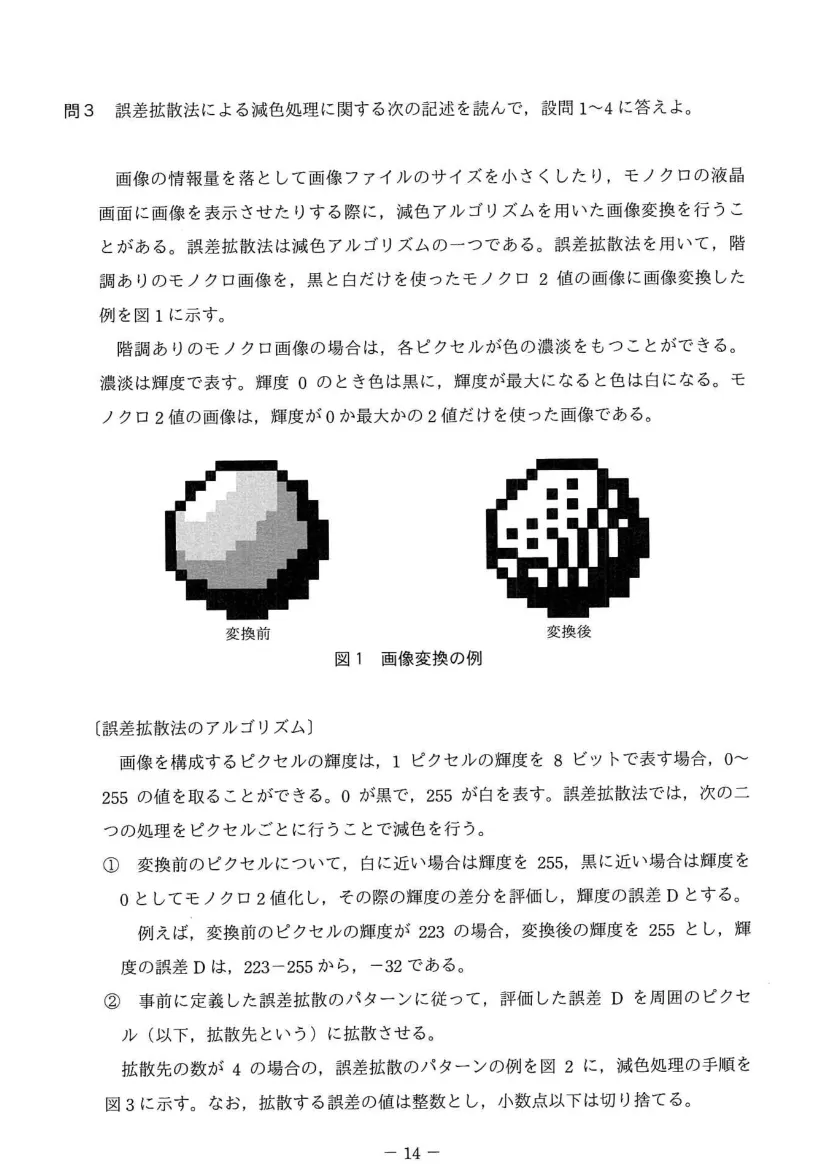 問3 誤差拡散法による減色処理に関する次の記述を読んで，設問 1～4 に答えよ。
画像の情報量を落として画像ファイルのサイズを小さくしたり，モノクロの液晶
画面に画像を表示させたりする際に，減色アルゴリズムを用いた画像変換を行うこ
とがある。誤差拡散法は減色アルゴリズムの一つである。誤差拡散法を用いて，階
調ありのモノクロ画像を，黒と白だけを使ったモノクロ 2 値の画像に画像変換した
例を図 1 に示す。
階調ありのモノクロ画像の場合は，各ピクセルが色の濃淡をもつことができる。
濃淡は輝度で表す。輝度 0 のとき色は黒に，輝度が最大になると色は白になる。モ
ノクロ 2 値の画像は，輝度が 0 か最大かの 2 値だけを使った画像である。
変換前
変換後
図 1 画像変換の例
〔誤差拡散法のアルゴリズム〕
画像を構成するピクセルの輝度は，1 ピクセルの輝度を 8 ビットで表す場合，0～
255 の値を取ることができる。0 が黒で，255 が白を表す。誤差拡散法では，次の二
つの処理をピクセルごとに行うことで減色を行う。
① 変換前のピクセルについて，白に近い場合は輝度を 255，黒に近い場合は輝度を
0 としてモノクロ 2 値化し，その際の輝度の差分を評価し，輝度の誤差 D とする。
例えば，変換前のピクセルの輝度が 223 の場合，変換後の輝度を 255 とし，輝
度の誤差 D は，223－255 から，－32 である。
② 事前に定義した誤差拡散のパターンに従って，評価した誤差 D を周囲のピクセ
ル（以下，拡散先という）に拡散させる。
拡散先の数が 4 の場合の，誤差拡散のパターンの例を図 2 に，減色処理の手順を
図 3 に示す。なお，拡散する誤差の値は整数とし，小数点以下は切り捨てる。
－ 14 －